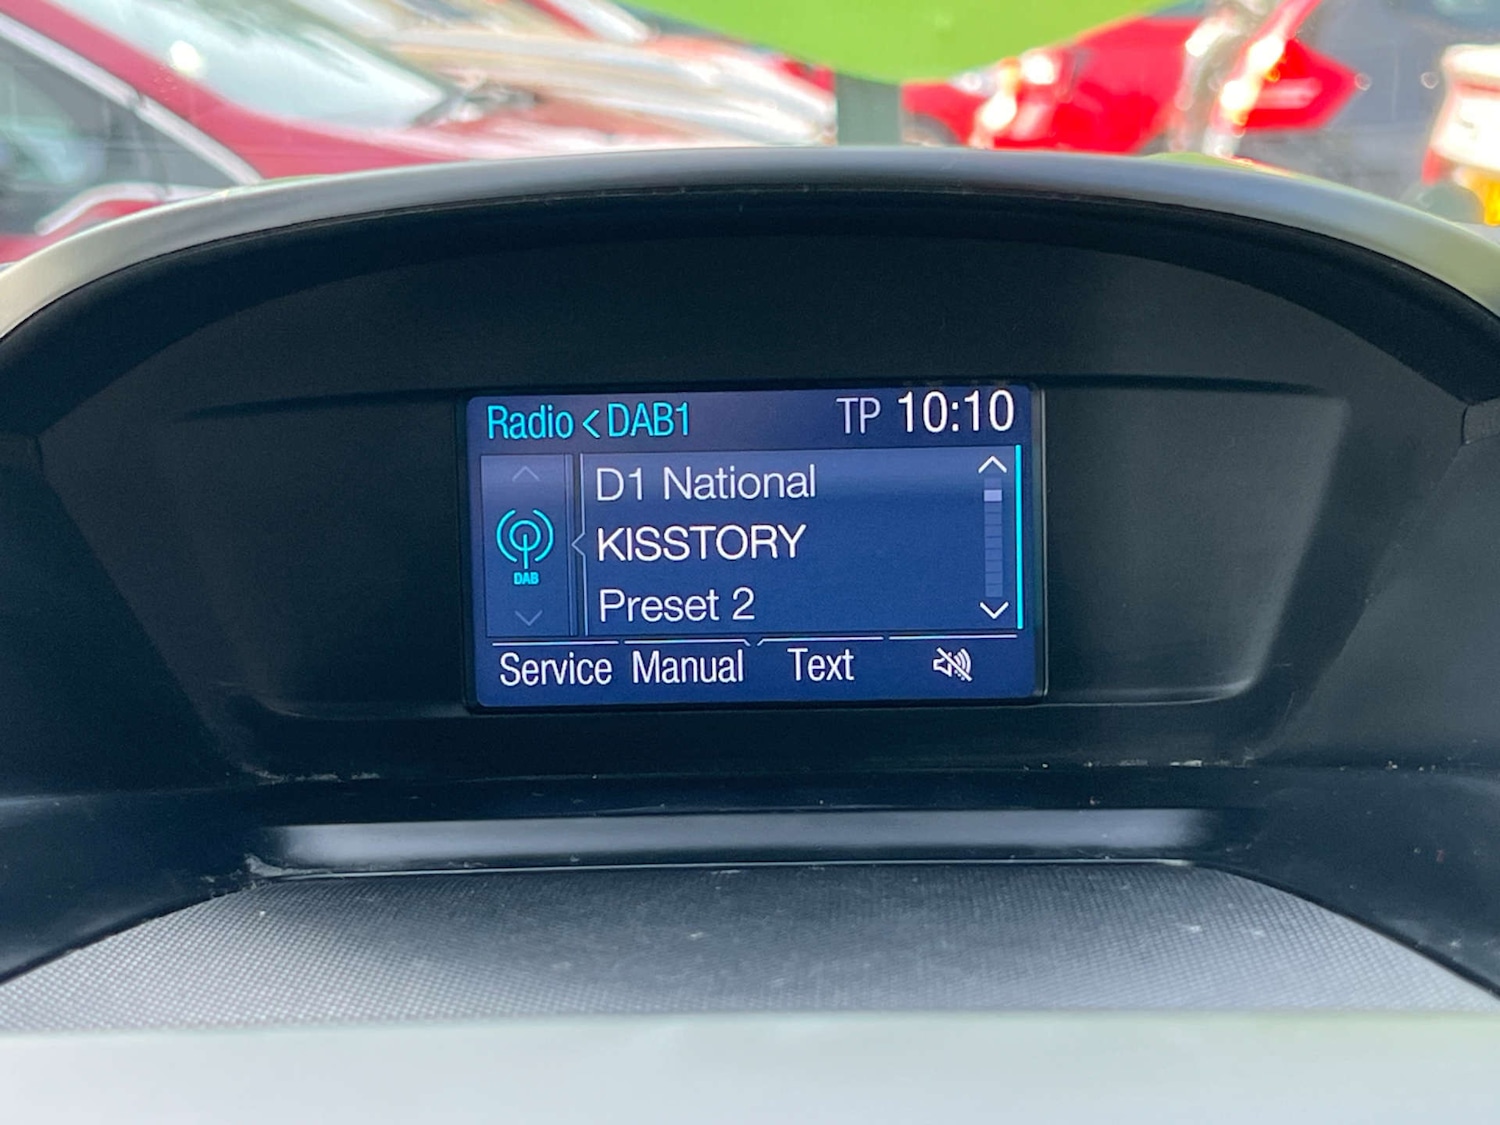 Radio < DAB1 TP 10:10
D1 National
KISSTORY
DAB
Preset 2
Service Manual Text